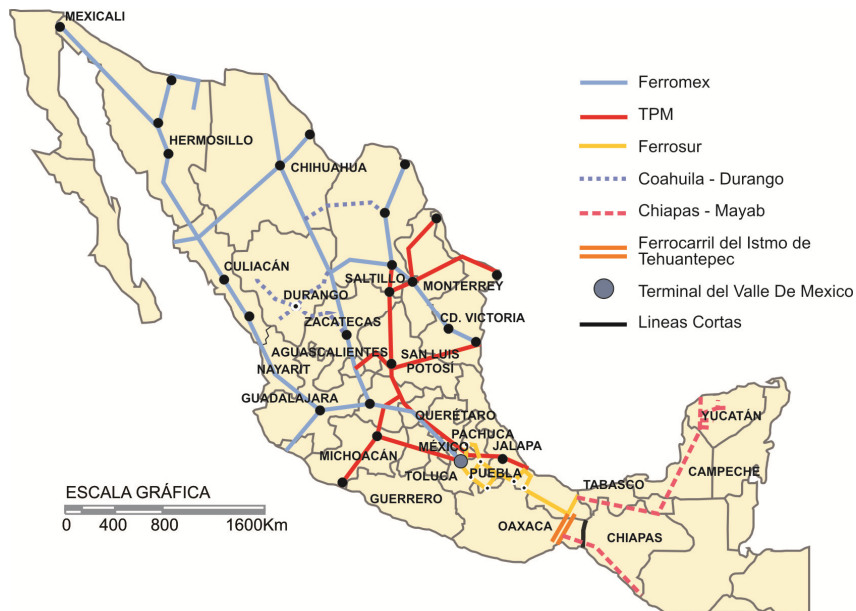 MEXICALI
HERMOSILLO
CHIHUAHUA
CULIACÁN
DURANGO
SALTILLO
MONTERREY
ZACATECAS
CD. VICTORIA
AGUASCALIENTES
SAN LUIS
POTOSÍ
NAYARIT
GUADALAJARA
QUERÉTARO
PACHUCA
MÉXICO
JALAPA
MICHOACÁN
TOLUCA
PUEBLA
GUERRERO
OAXACA
TABASCO
CHIAPAS
CAMPECHE
YUCATÁN
Ferromex
TPM
Ferrosur
Coahuila - Durango
Chiapas - Mayab
Ferrocarril del Istmo de
Tehuantepec
Terminal del Valle De Mexico
Lineas Cortas
ESCALA GRÁFICA
0 400 800 1600Km